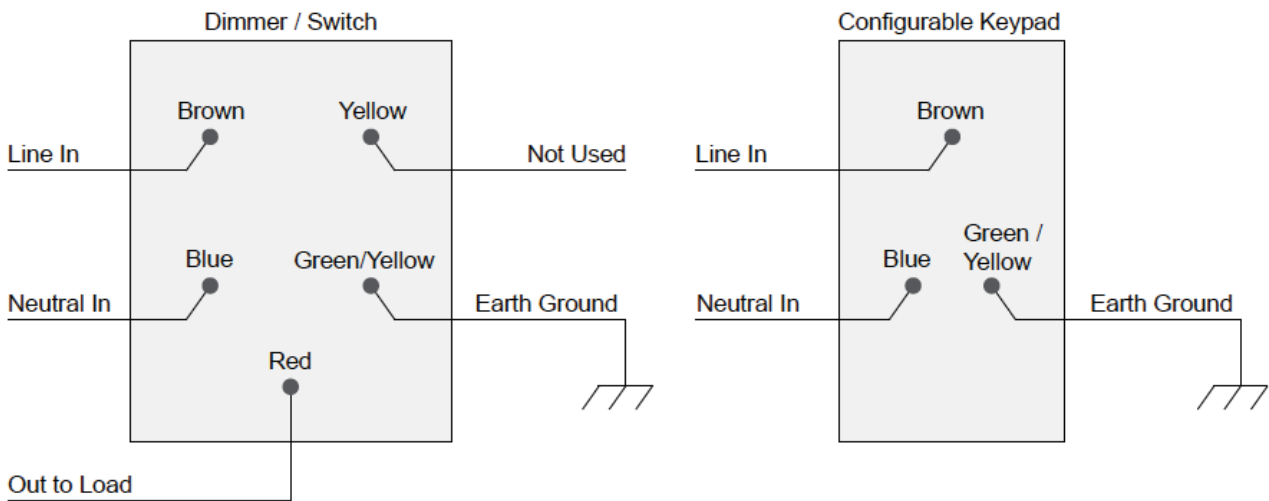 Dimmer / Switch
Brown
Yellow
Line In
Not Used
Blue
Green/Yellow
Neutral In
Earth Ground
Red
Out to Load
Configurable Keypad
Brown
Line In
Green /
Yellow
Blue
Neutral In
Earth Ground